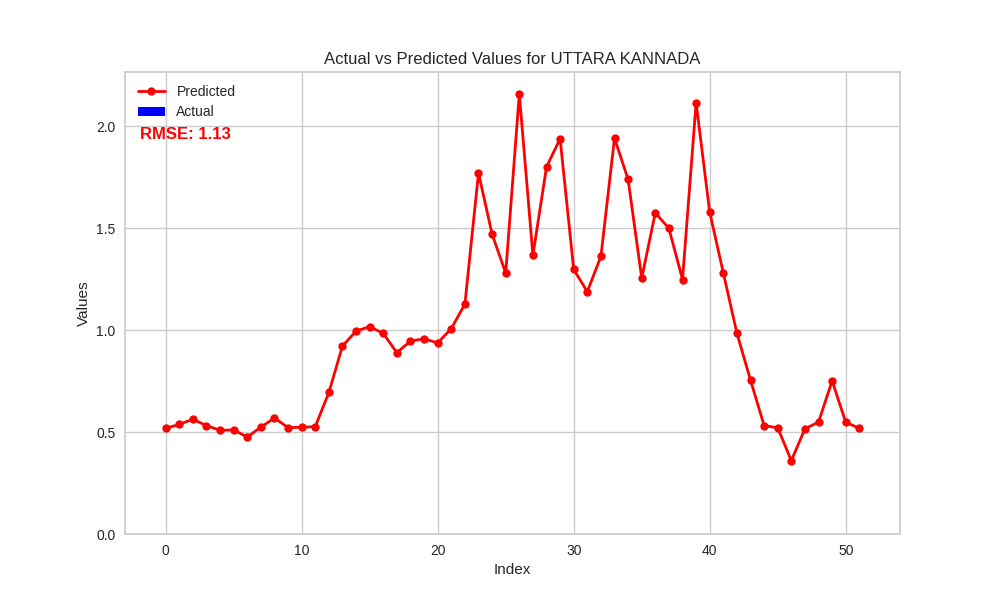 Actual vs Predicted Values for UTTARA KANNADA
Predicted
Actual
RMSE: 1.13
2.0
1.5
1.0
0.5
0.0
Values
0 10 20 30 40 50
Index